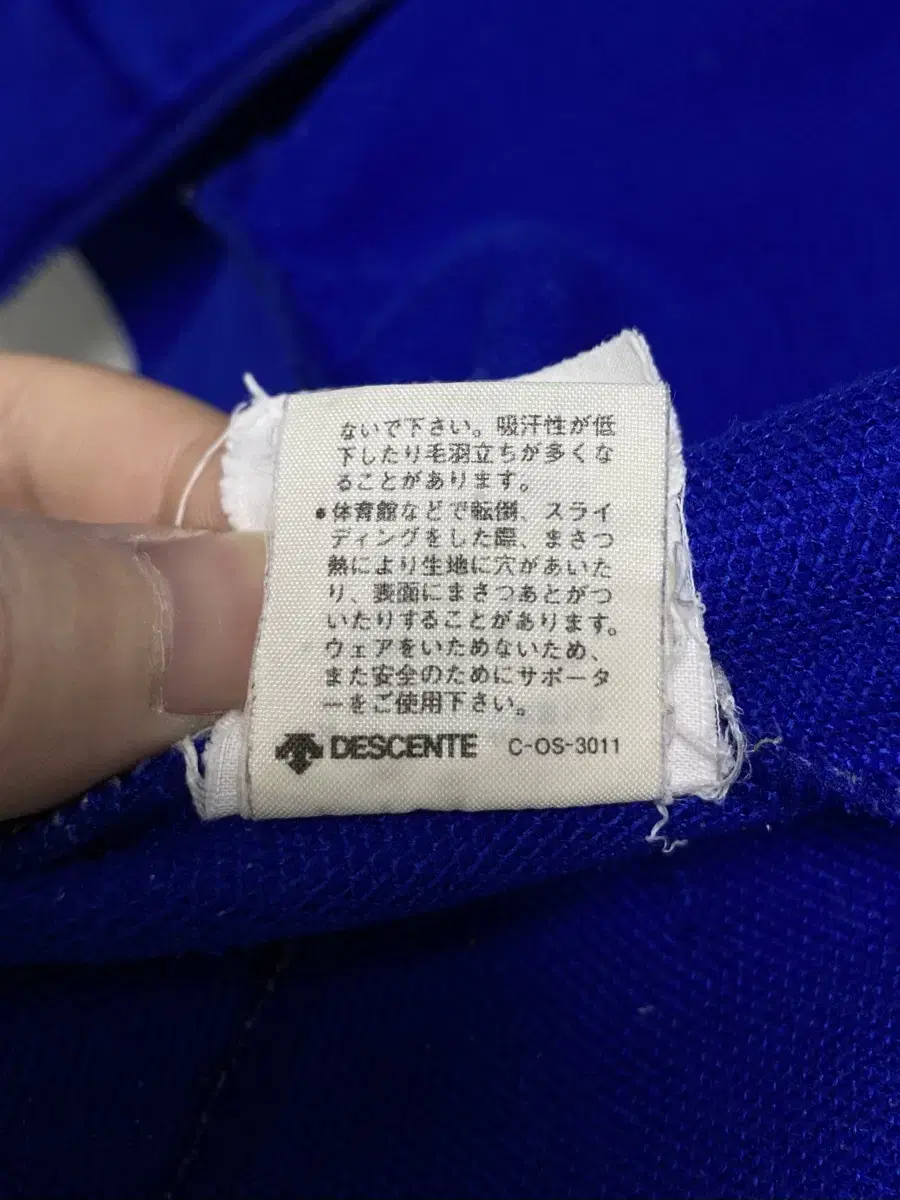 ないで下さい。吸汗性が低
下したり毛羽立ちが多くな
ることがあります。
●体育館などで転倒、スライ
ディングをした際、まさつ
熱により生地に穴があいた
り、表面にまさつあとがつ
いたりすることがあります。
ウェアをいためないため、
また安全のためにサポータ
ーをご使用下さい。
DESCENTE C-OS-3011